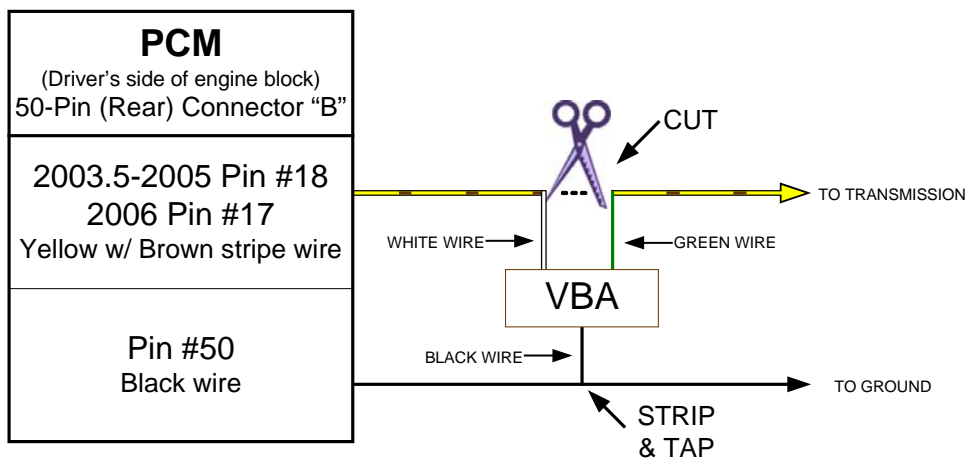 PCM
(Driver's side of engine block)
50-Pin (Rear) Connector “B”
2003.5-2005 Pin #18
2006 Pin #17
Yellow w/ Brown stripe wire
Pin #50
Black wire
CUT
TO TRANSMISSION
WHITE WIRE
GREEN WIRE
VBA
BLACK WIRE
TO GROUND
STRIP
& TAP